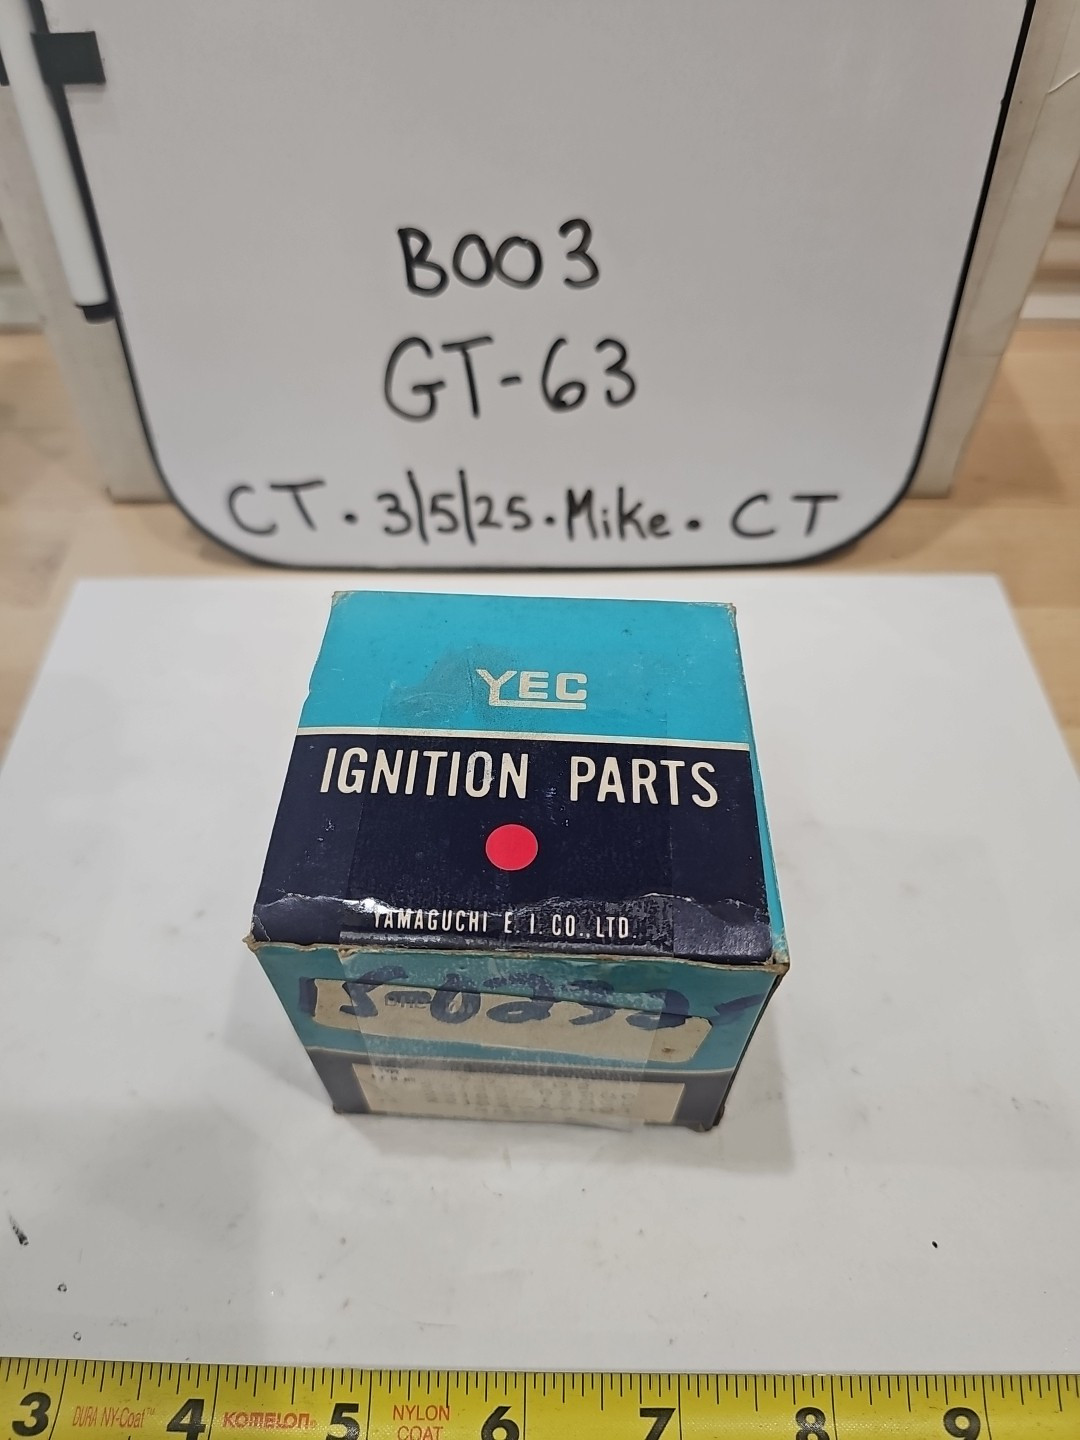 B003
GT-63
CT · 3/5/25 · Mike · CT
YEC
IGNITION PARTS
YAMAGUCHI E. I CO., LTD.
3 DURA NY-Coat™ 4 KOMELON® 5 NYLON COAT 6 7 8 9